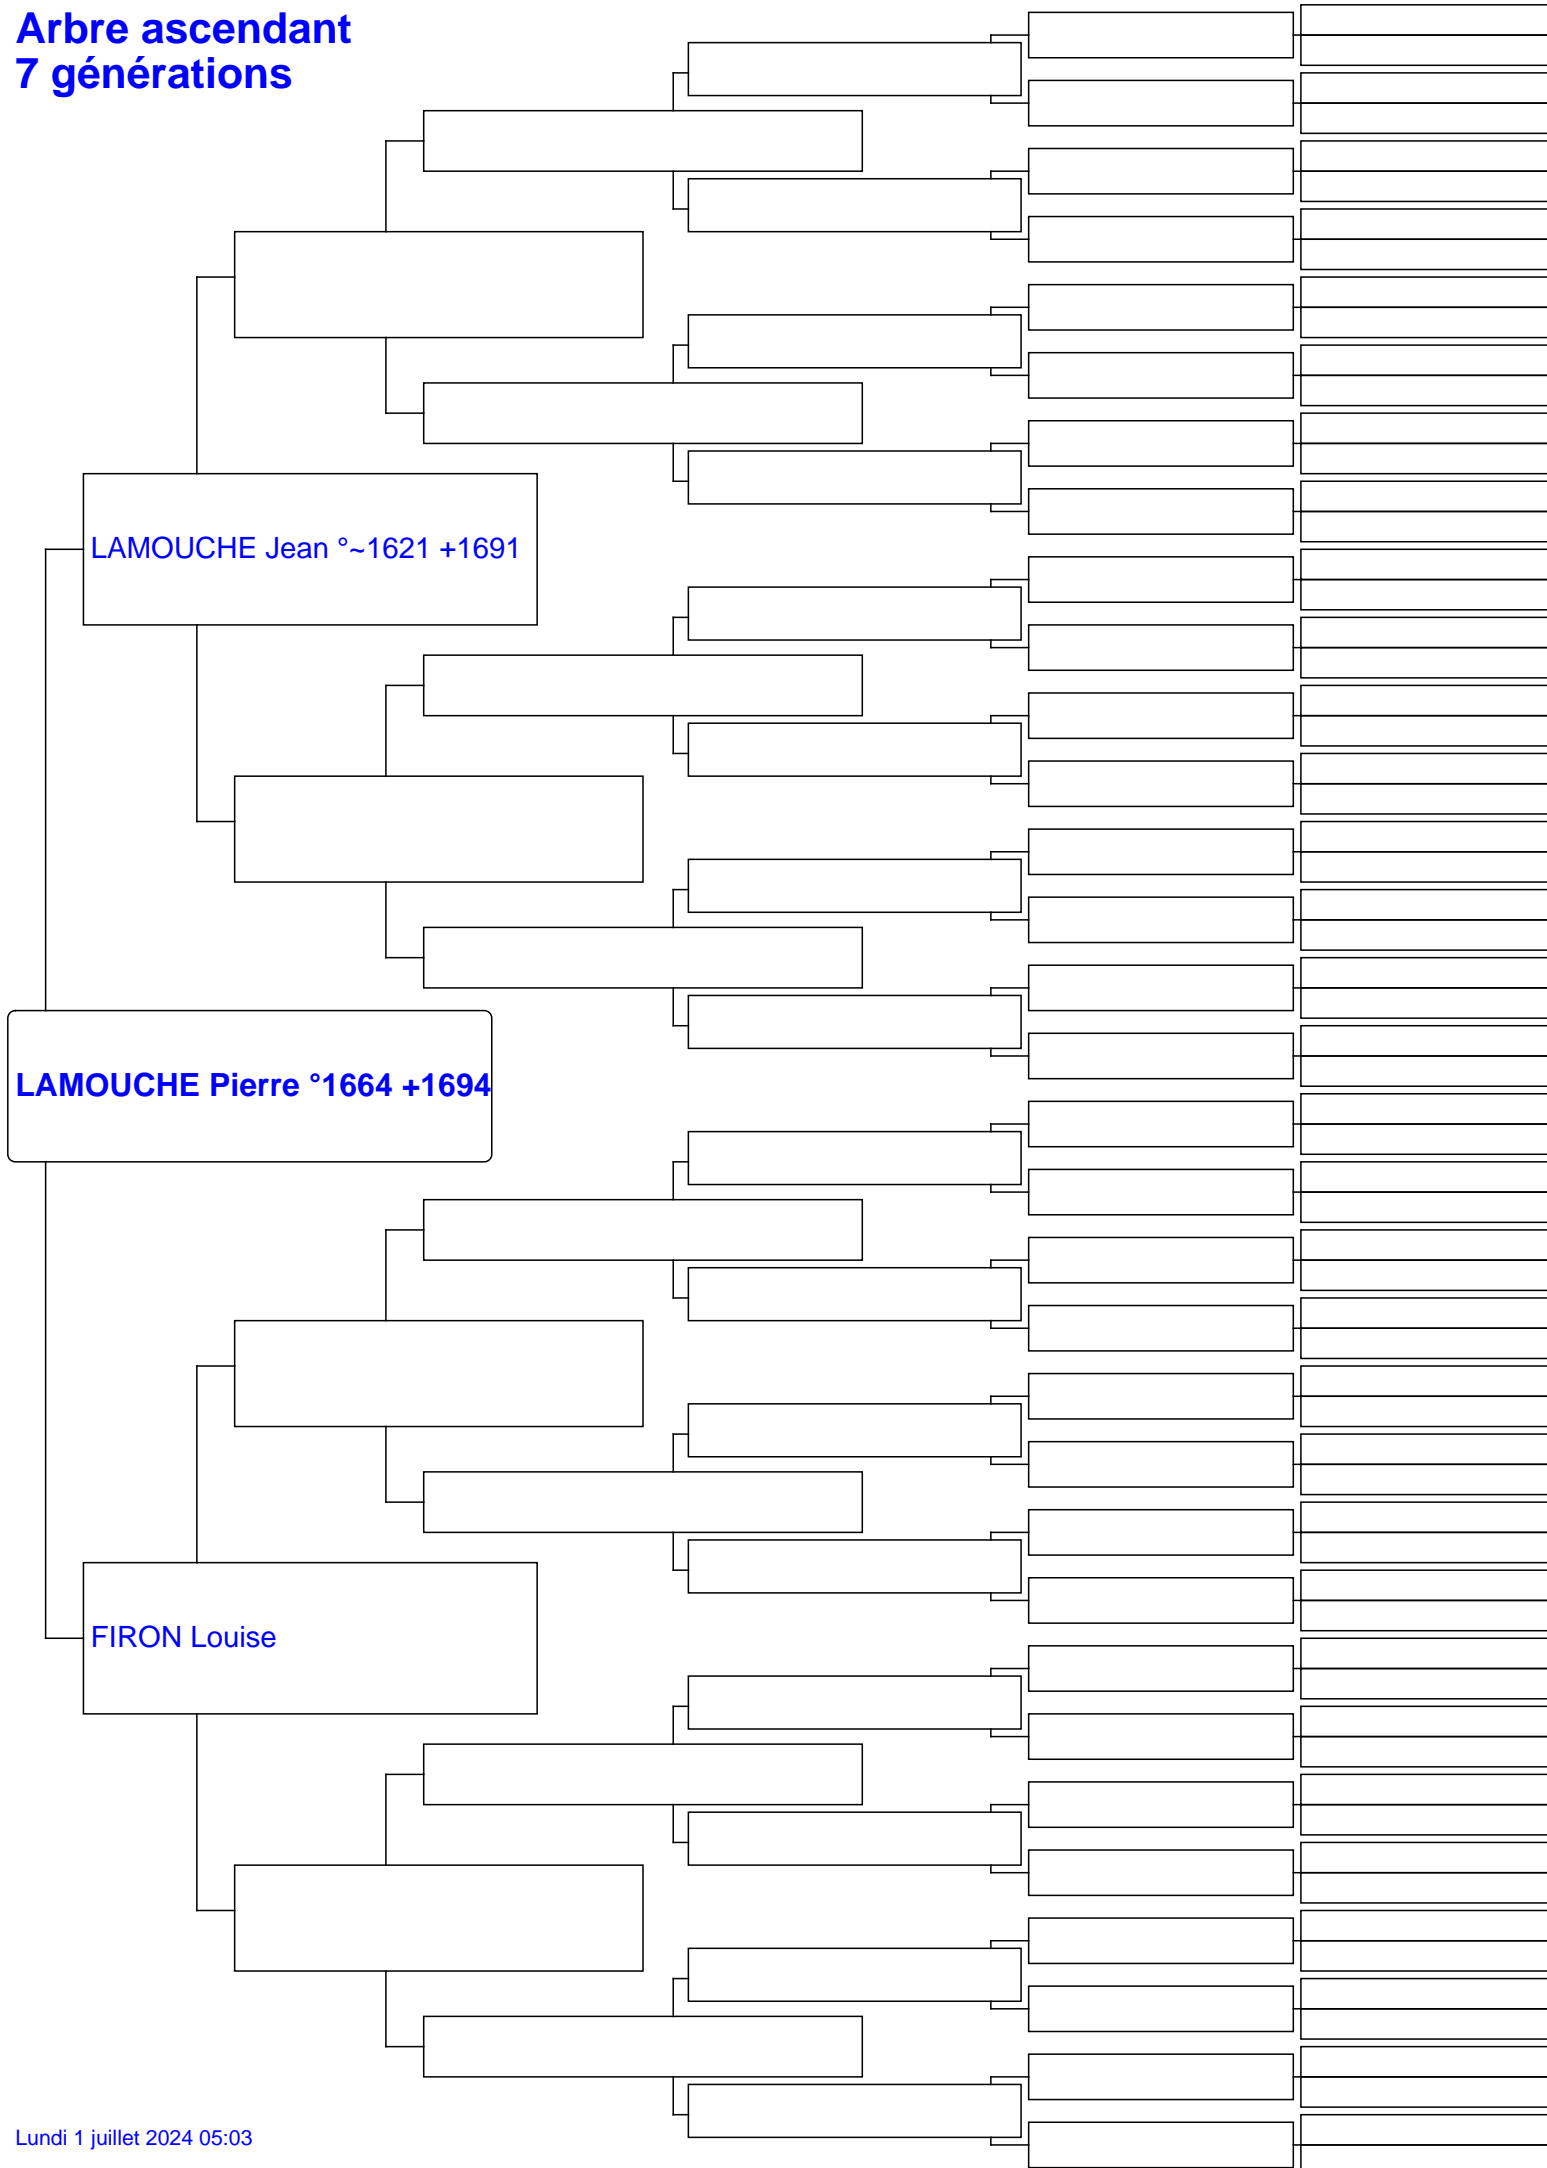 Arbre ascendant
7 générations
LAMOUCHE Jean °~1621 +1691
LAMOUCHE Pierre °1664 +1694
FIRON Louise
Lundi 1 juillet 2024 05:03